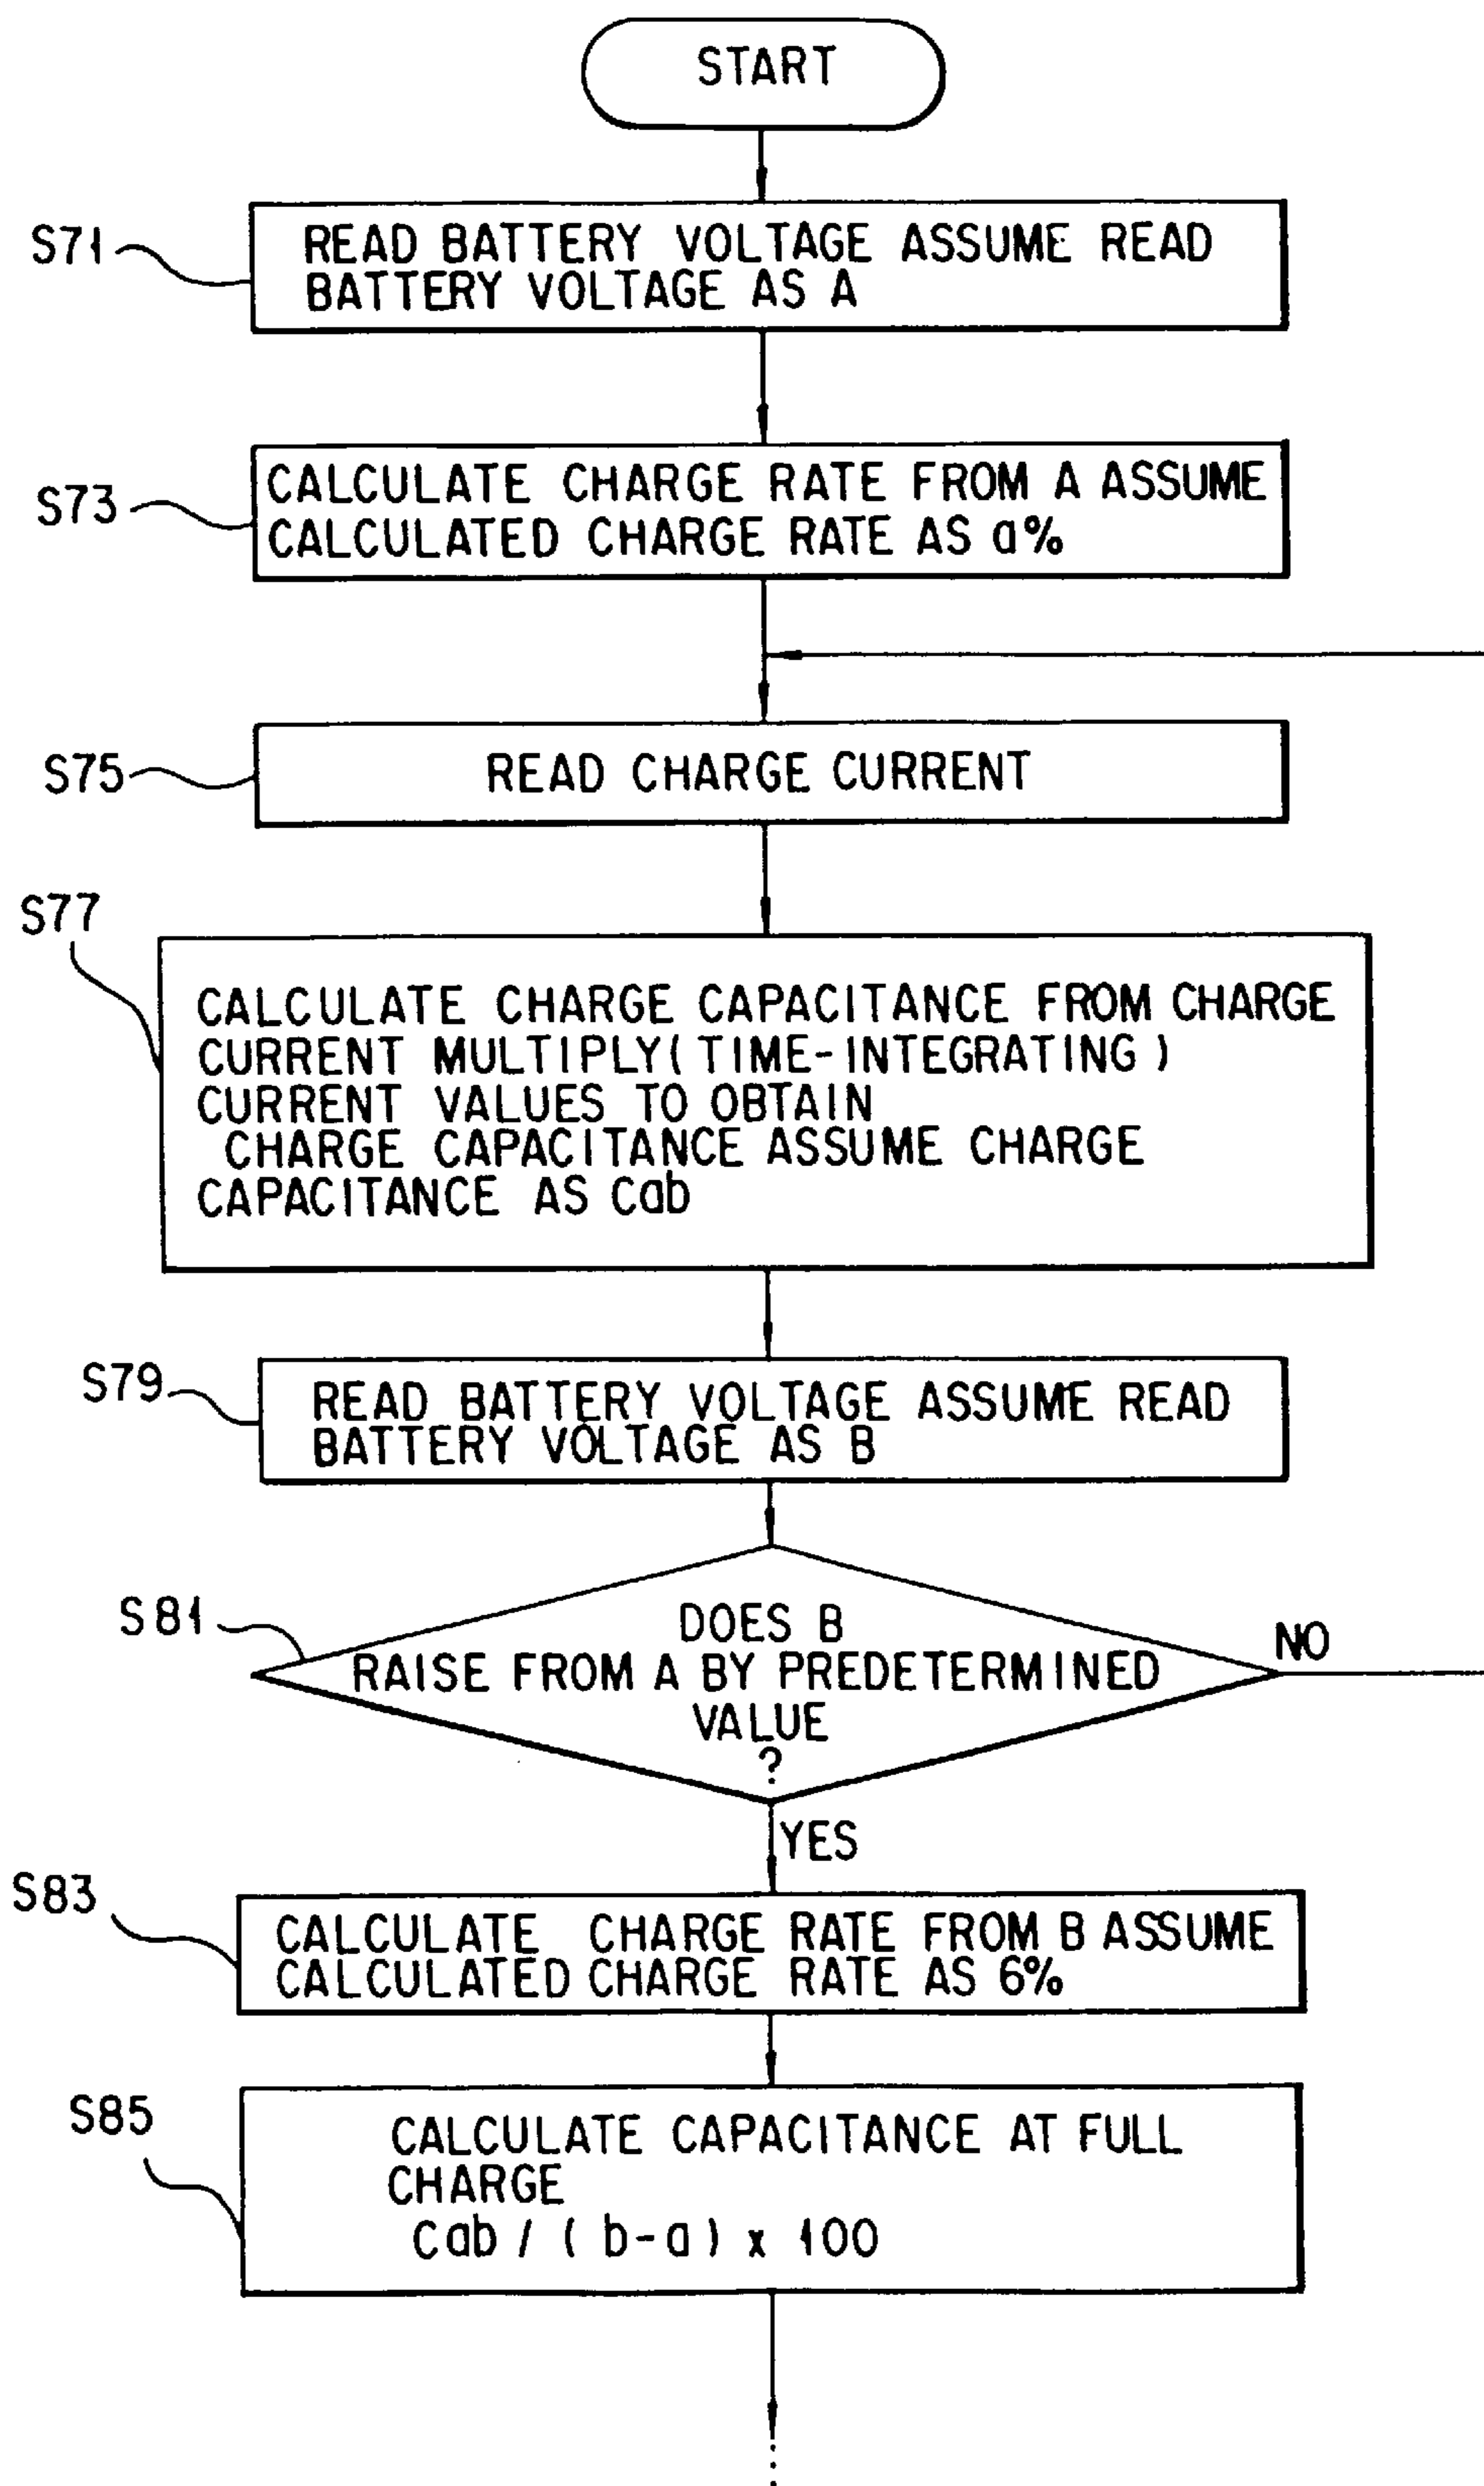 START
S71
READ BATTERY VOLTAGE ASSUME READ
BATTERY VOLTAGE AS A
S73
CALCULATE CHARGE RATE FROM A ASSUME
CALCULATED CHARGE RATE AS a%
S75
READ CHARGE CURRENT
S77
CALCULATE CHARGE CAPACITANCE FROM CHARGE
CURRENT MULTIPLY(TIME-INTEGRATING)
CURRENT VALUES TO OBTAIN
CHARGE CAPACITANCE ASSUME CHARGE
CAPACITANCE AS Cab
S79
READ BATTERY VOLTAGE ASSUME READ
BATTERY VOLTAGE AS B
S81
DOES B
RAISE FROM A BY PREDETERMINED
VALUE
?
NO
YES
S83
CALCULATE CHARGE RATE FROM B ASSUME
CALCULATED CHARGE RATE AS 6%
S85
CALCULATE CAPACITANCE AT FULL
CHARGE
Cab / (b-a) x 100